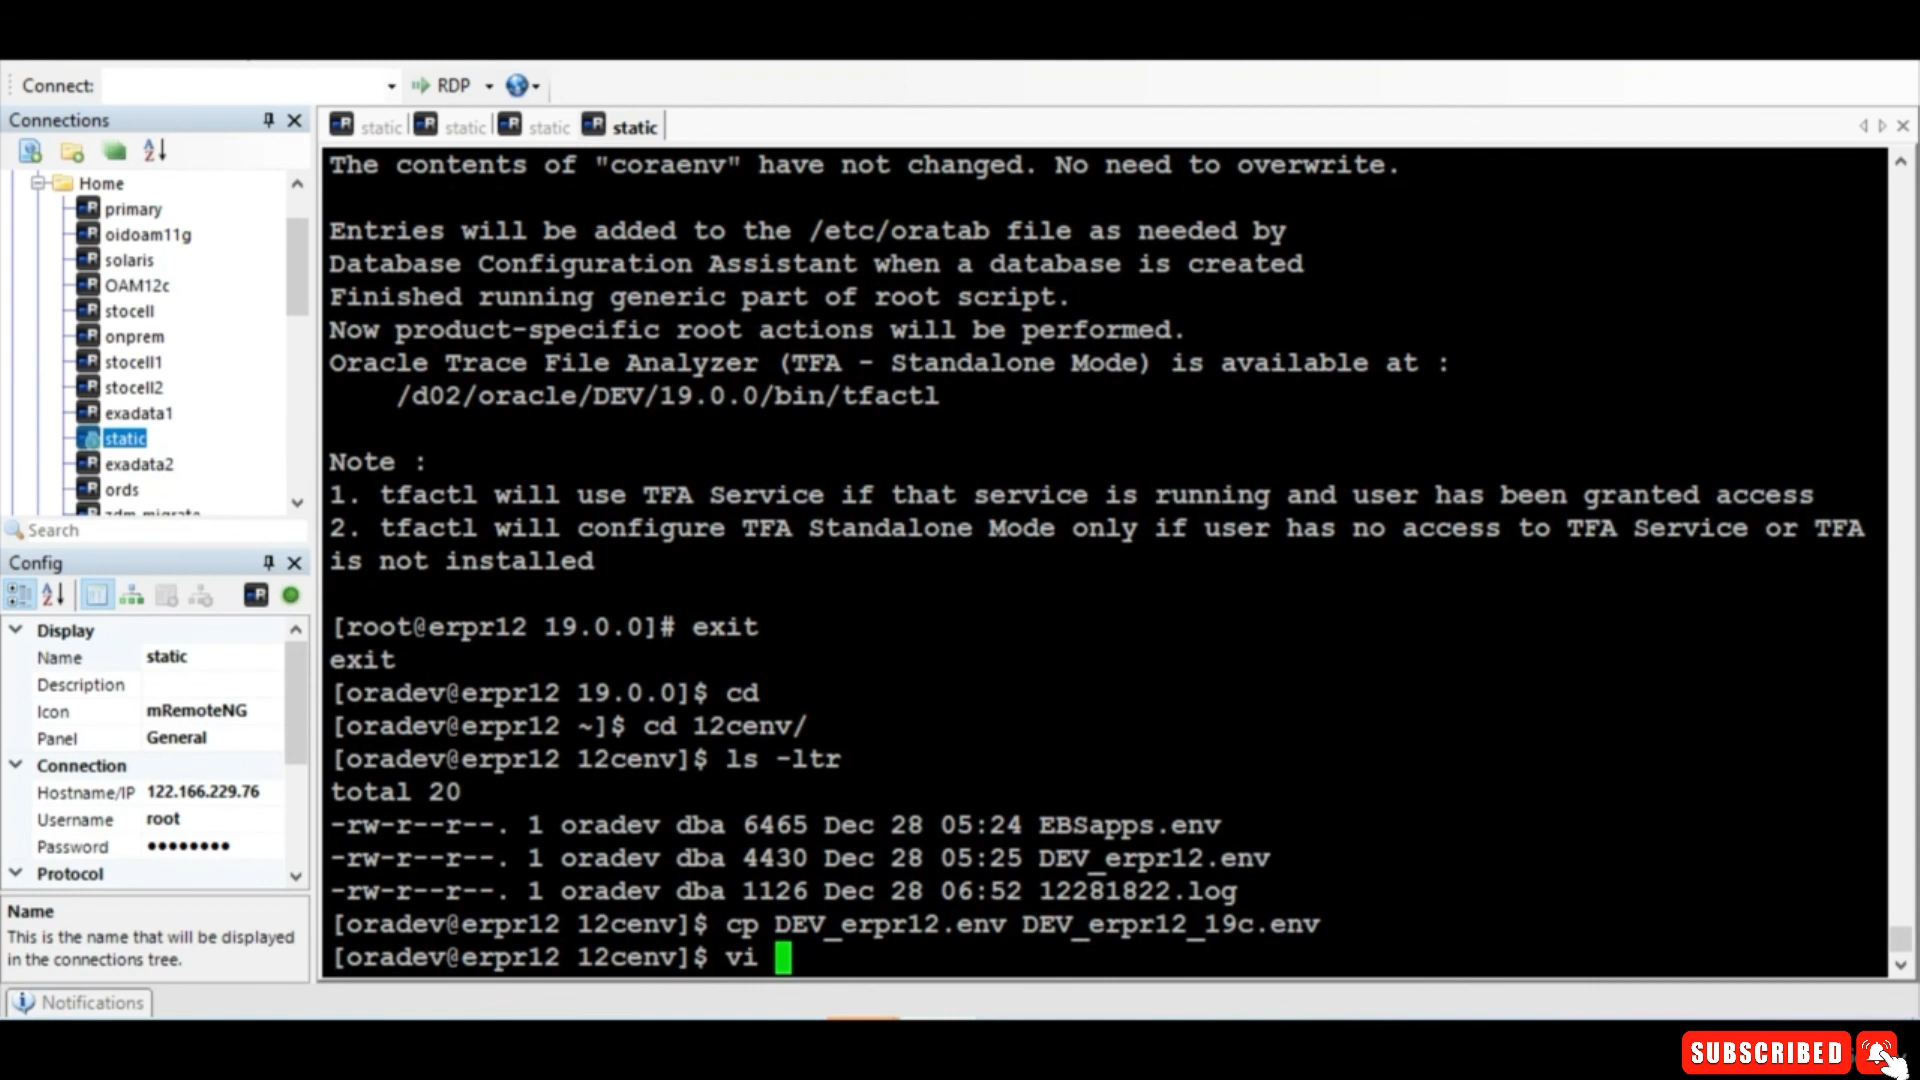 Connect:
RDP
Connections
Home
primary
oidoam11g
solaris
OAM12c
stocell
onprem
stocell1
stocell2
exadata1
static
exadata2
ords
zdm_migrate
Search
Config
Display
Name static
Description
Icon mRemoteNG
Panel General
Connection
Hostname/IP 122.166.229.76
Username root
Password ●●●●●●●●
Protocol
Name
This is the name that will be displayed
in the connections tree.
Notifications
static static static static
The contents of "coraenv" have not changed. No need to overwrite.
Entries will be added to the /etc/oratab file as needed by
Database Configuration Assistant when a database is created
Finished running generic part of root script.
Now product-specific root actions will be performed.
Oracle Trace File Analyzer (TFA - Standalone Mode) is available at :
/d02/oracle/DEV/19.0.0/bin/tfactl
Note :
1. tfactl will use TFA Service if that service is running and user has been granted access
2. tfactl will configure TFA Standalone Mode only if user has no access to TFA Service or TFA
is not installed
[root@erpr12 19.0.0]# exit
exit
[oradev@erpr12 19.0.0]$ cd
[oradev@erpr12 ~]$ cd 12cenv/
[oradev@erpr12 12cenv]$ ls -ltr
total 20
-rw-r--r--. 1 oradev dba 6465 Dec 28 05:24 EBSapps.env
-rw-r--r--. 1 oradev dba 4430 Dec 28 05:25 DEV_erpr12.env
-rw-r--r--. 1 oradev dba 1126 Dec 28 06:52 12281822.log
[oradev@erpr12 12cenv]$ cp DEV_erpr12.env DEV_erpr12_19c.env
[oradev@erpr12 12cenv]$ vi
SUBSCRIBED